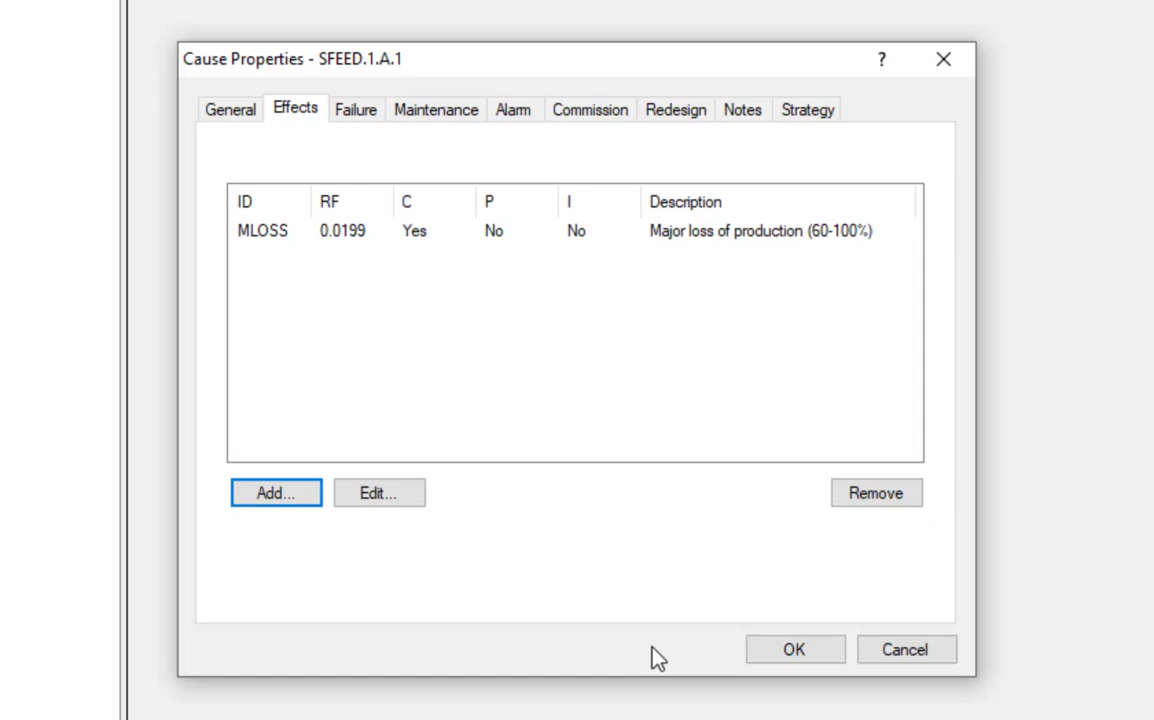 Cause Properties - SFEED.1.A.1 ?
General Effects Failure Maintenance Alarm Commission Redesign Notes Strategy
ID RF C P I Description
MLOSS 0.0199 Yes No No Major loss of production (60-100%)
Add... Edit... Remove
OK Cancel